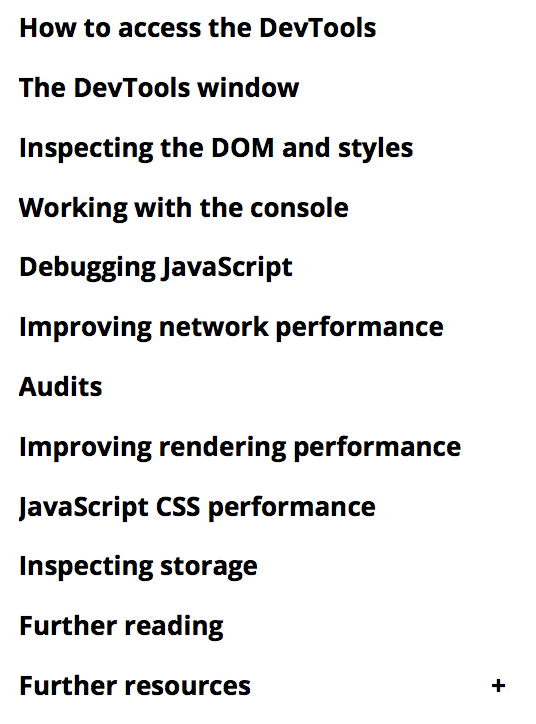 How to access the DevTools
The DevTools window
Inspecting the DOM and styles
Working with the console
Debugging JavaScript
Improving network performance
Audits
Improving rendering performance
JavaScript CSS performance
Inspecting storage
Further reading
Further resources +